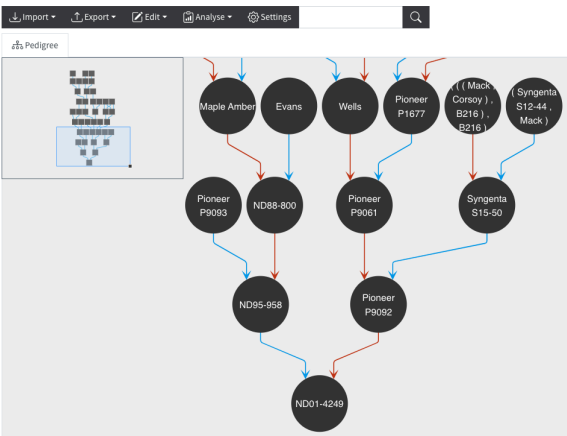 Import Export Edit Analyse Settings
Pedigree
Maple Amber
Evans
Wells
Pioneer
P1677
( ( ( Mack ,
Corsoy ) ,
B216 ) ,
B216 )
( Syngenta
S12-44 ,
Mack )
Pioneer
P9093
ND88-800
Pioneer
P9061
Syngenta
S15-50
ND95-958
Pioneer
P9092
ND01-4249